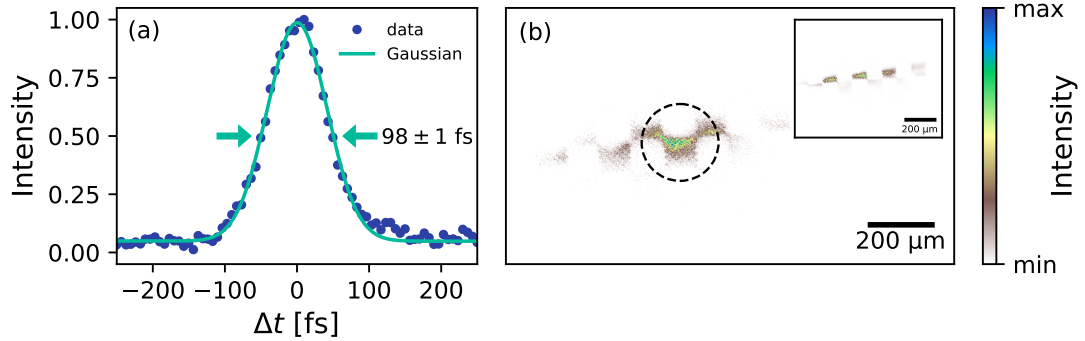 (a)
data
Gaussian
98 ± 1 fs
Intensity
1.00
0.75
0.50
0.25
0.00
−200
−100
0
100
200
Δt [fs]
(b)
200 μm
200 μm
max
min
Intensity